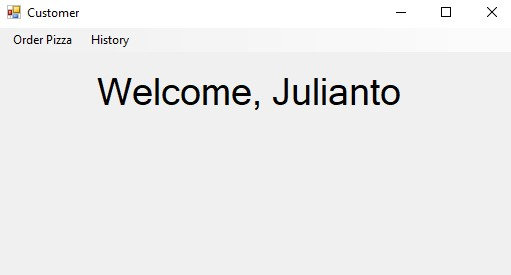 Customer
Order Pizza History
Welcome, Julianto